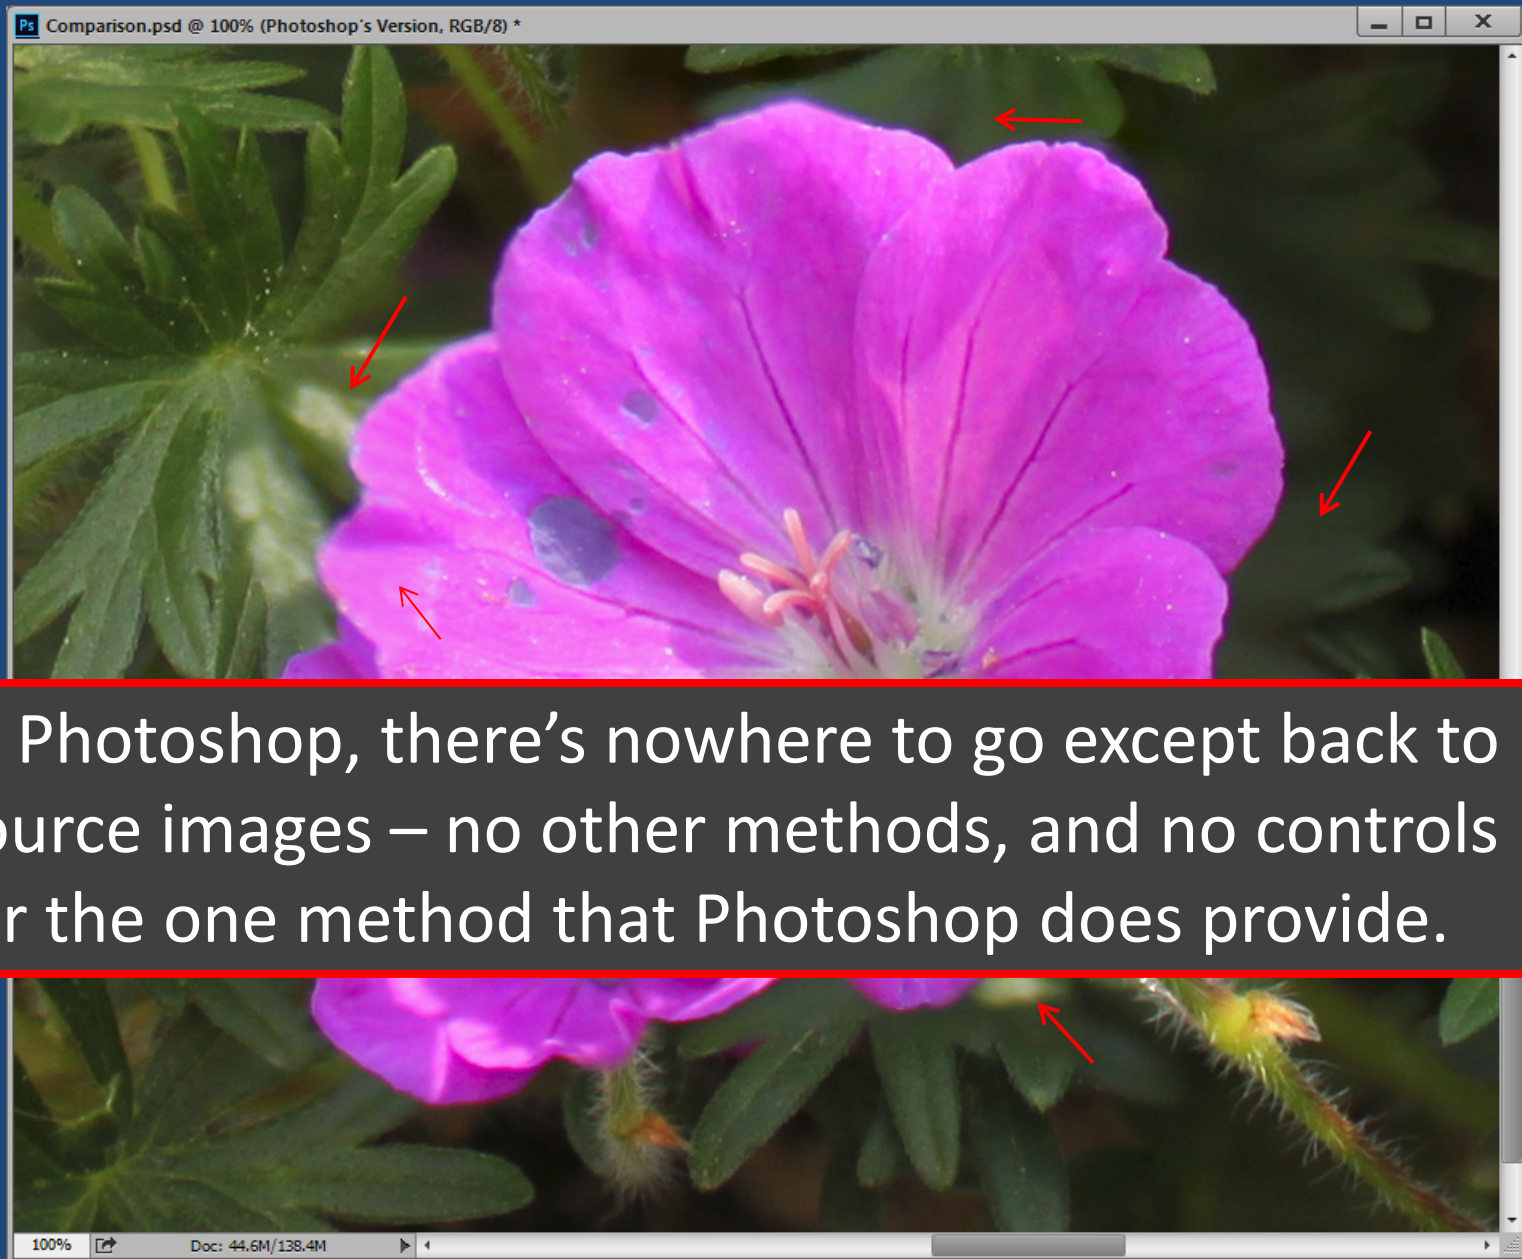 Ps Comparison.psd @ 100% (Photoshop's Version, RGB/8) *
Photoshop, there’s nowhere to go except back to
images – no other methods, and no controls
the one method that Photoshop does provide.
100% Doc: 44.6M/138.4M